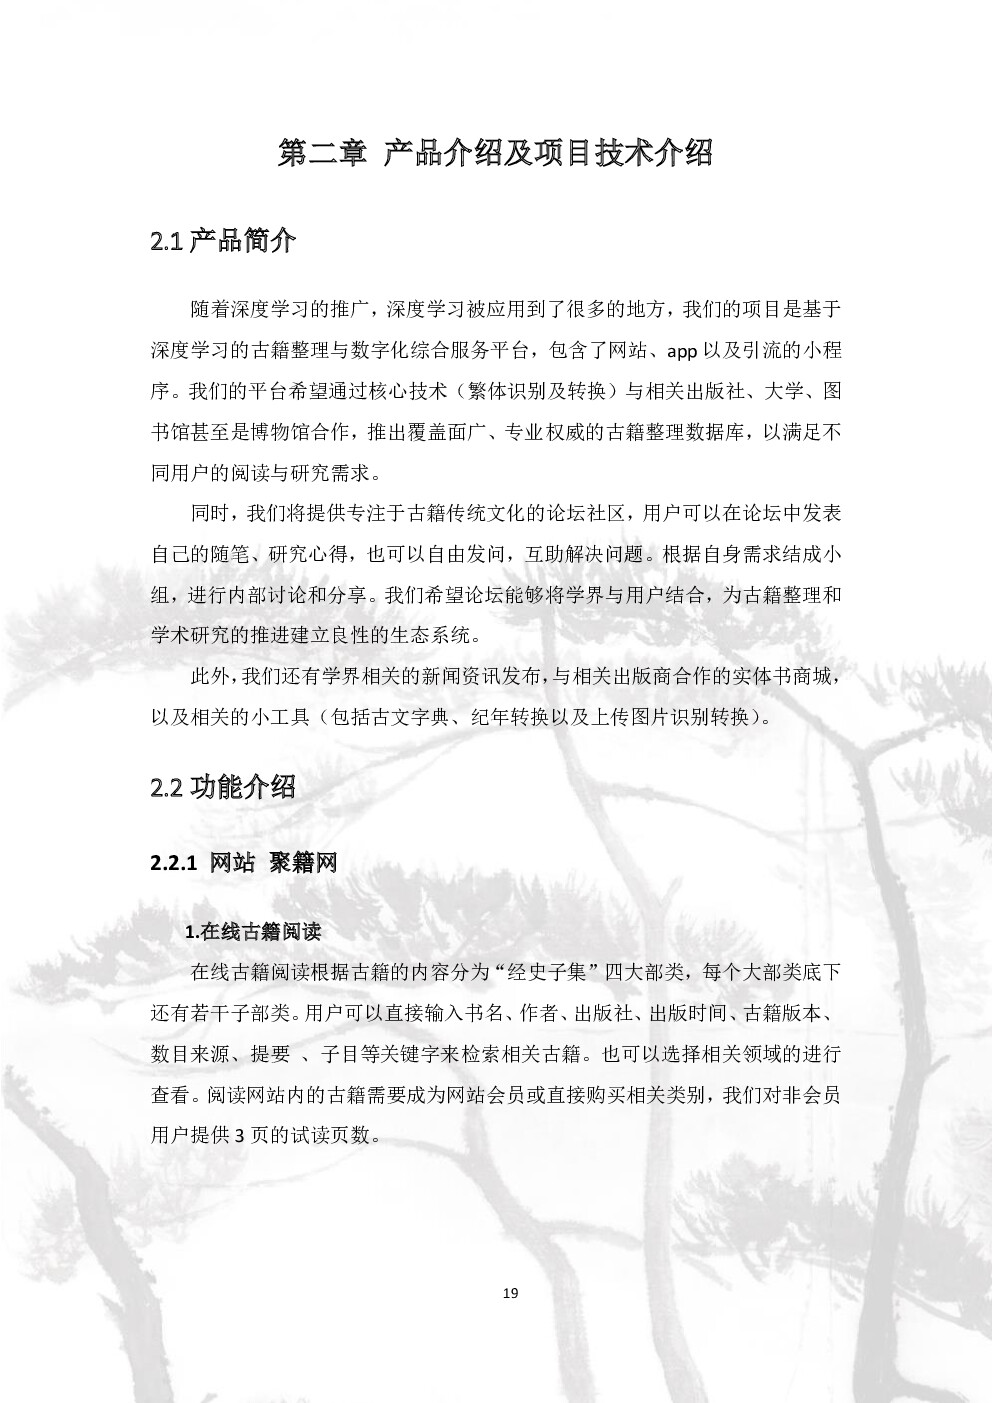 第二章 产品介绍及项目技术介绍
2.1 产品简介
随着深度学习的推广，深度学习被应用到了很多的地方，我们的项目是基于
深度学习的古籍整理与数字化综合服务平台，包含了网站、app 以及引流的小程
序。我们的平台希望通过核心技术（繁体识别及转换）与相关出版社、大学、图
书馆甚至是博物馆合作，推出覆盖面广、专业权威的古籍整理数据库，以满足不
同用户的阅读与研究需求。
同时，我们将提供专注于古籍传统文化的论坛社区，用户可以在论坛中发表
自己的随笔、研究心得，也可以自由发问，互助解决问题。根据自身需求结成小
组，进行内部讨论和分享。我们希望论坛能够将学界与用户结合，为古籍整理和
学术研究的推进建立良性的生态系统。
此外，我们还有学界相关的新闻资讯发布，与相关出版商合作的实体书商城，
以及相关的小工具（包括古文字典、纪年转换以及上传图片识别转换）。
2.2 功能介绍
2.2.1 网站 聚籍网
1.在线古籍阅读
在线古籍阅读根据古籍的内容分为“经史子集”四大部类，每个大部类底下
还有若干子部类。用户可以直接输入书名、作者、出版社、出版时间、古籍版本、
数目来源、提要 、子目等关键字来检索相关古籍。也可以选择相关领域的进行
查看。阅读网站内的古籍需要成为网站会员或直接购买相关类别，我们对非会员
用户提供 3 页的试读页数。
19